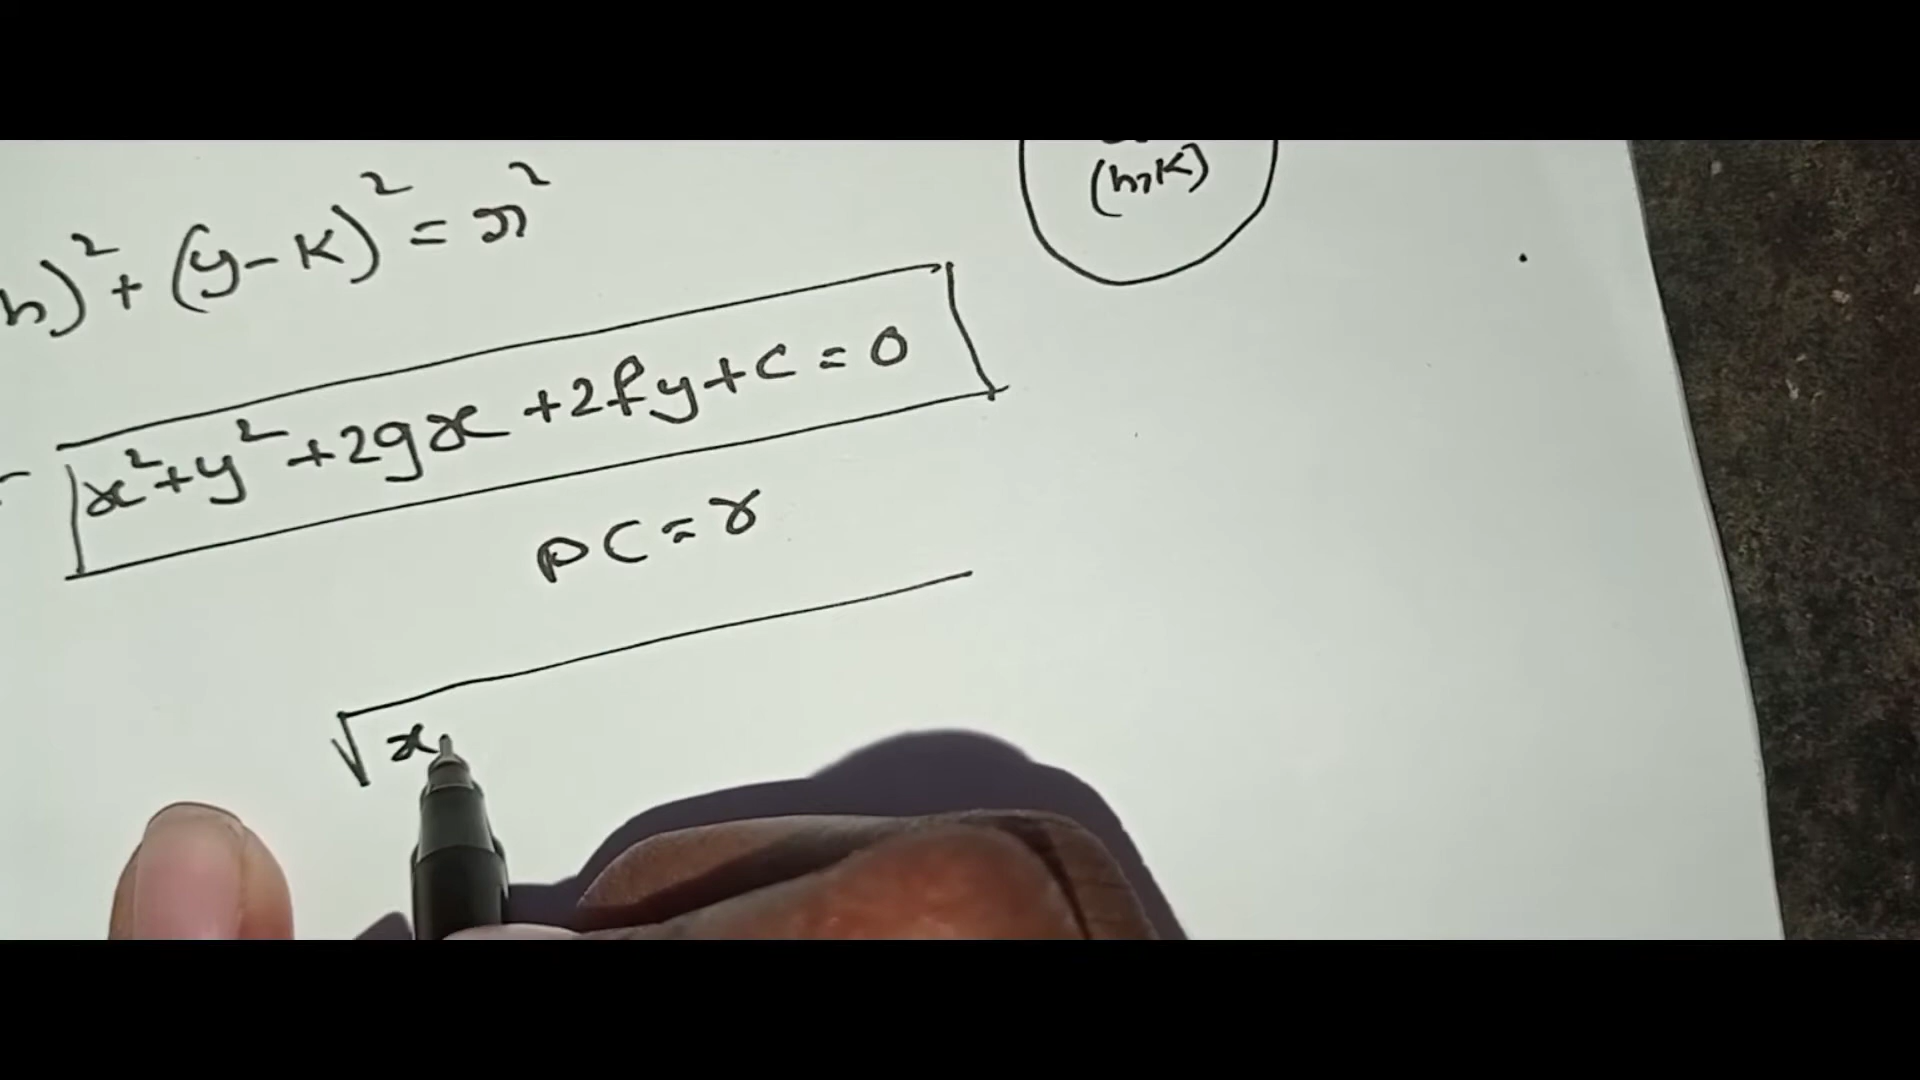 (h,K)
h)² + (y-K)² = r²
x²+y²+2gx+2fy+c=0
PC=r
√x